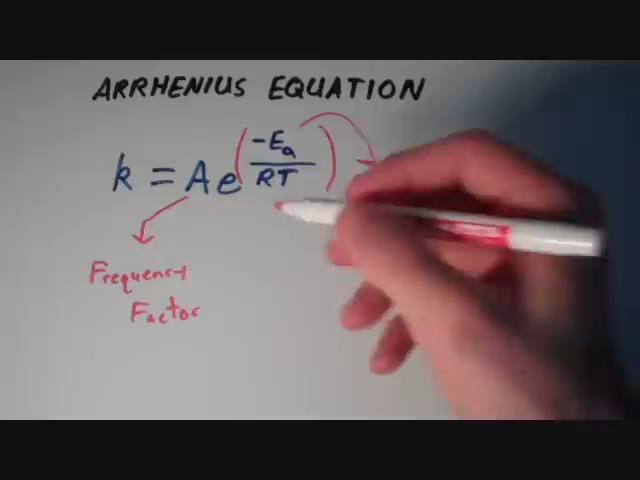 ARRHENIUS EQUATION
k = Ae^(-Ea/RT)
Frequency
Factor